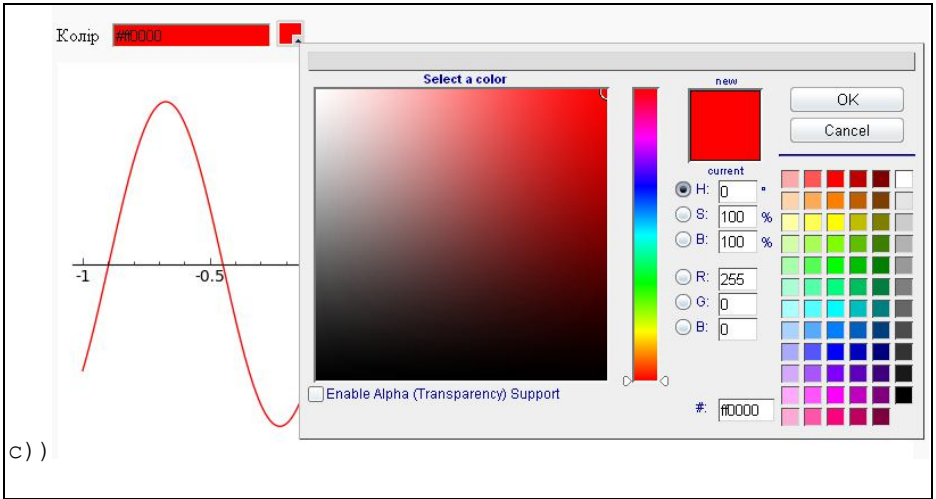 Колір #ff0000
Select a color
new
OK
Cancel
current
H: 0 °
S: 100 %
B: 100 %
R: 255
G: 0
B: 0
Enable Alpha (Transparency) Support
#: ff0000
-1 -0.5
c))